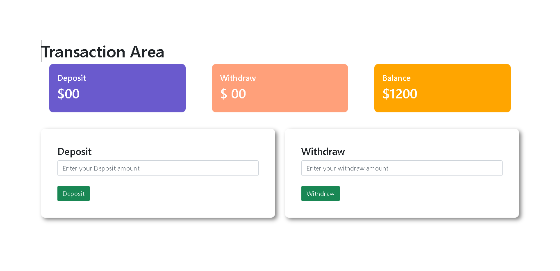 Transaction Area
Deposit
$00
Withdraw
$ 00
Balance
$1200
Deposit
Enter your Deposit amount
Deposit
Withdraw
Enter your withdraw amount
Withdraw